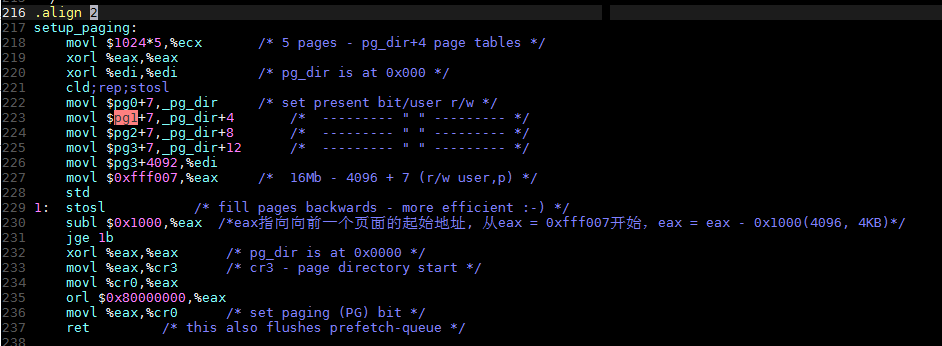 216 .align 2
217 setup_paging:
218 movl $1024*5,%ecx /* 5 pages - pg_dir+4 page tables */
219 xorl %eax,%eax
220 xorl %edi,%edi /* pg_dir is at 0x000 */
221 cld;rep;stosl
222 movl $pg0+7,_pg_dir /* set present bit/user r/w */
223 movl $pg1+7,_pg_dir+4 /* --------- " " --------- */
224 movl $pg2+7,_pg_dir+8 /* --------- " " --------- */
225 movl $pg3+7,_pg_dir+12 /* --------- " " --------- */
226 movl $pg3+4092,%edi
227 movl $0xfff007,%eax /* 16Mb - 4096 + 7 (r/w user,p) */
228 std
229 1: stosl /* fill pages backwards - more efficient :-) */
230 subl $0x1000,%eax /*eax指向向前一个页面的起始地址, 从eax = 0xfff007开始，eax = eax - 0x1000(4096, 4KB)*/
231 jge 1b
232 xorl %eax,%eax /* pg_dir is at 0x0000 */
233 movl %eax,%cr3 /* cr3 - page directory start */
234 movl %cr0,%eax
235 orl $0x80000000,%eax
236 movl %eax,%cr0 /* set paging (PG) bit */
237 ret /* this also flushes prefetch-queue */
238